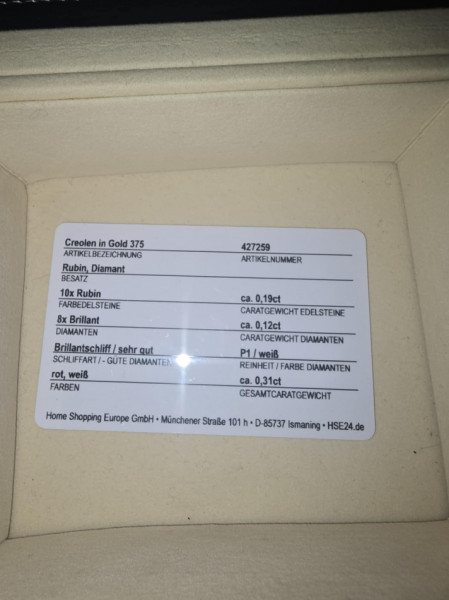 Creolen in Gold 375 427259
ARTIKELBEZEICHNUNG ARTIKELNUMMER
Rubin, Diamant
BESATZ
10x Rubin ca. 0,19ct
FARBEDELSTEINE CARATGEWICHT EDELSTEINE
8x Brillant ca. 0,12ct
DIAMANTEN CARATGEWICHT DIAMANTEN
Brillantschliff / sehr gut P1 / weiß
SCHLIFFART / - GÜTE DIAMANTEN REINHEIT / FARBE DIAMANTEN
rot, weiß ca. 0,31ct
FARBEN GESAMTCARATGEWICHT
Home Shopping Europe GmbH • Münchener Straße 101 h • D-85737 Ismaning • HSE24.de